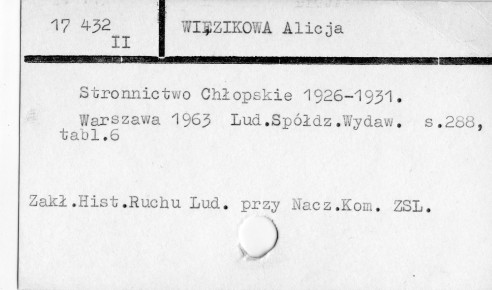 17 432
II
WIĘZIKOWA Alicja
Stronnictwo Chłopskie 1926-1931.
Warszawa 1963 Lud.Spółdz.Wydaw. s.288,
tabl.6
Zakł.Hist.Ruchu Lud. przy Nacz.Kom. ZSL.